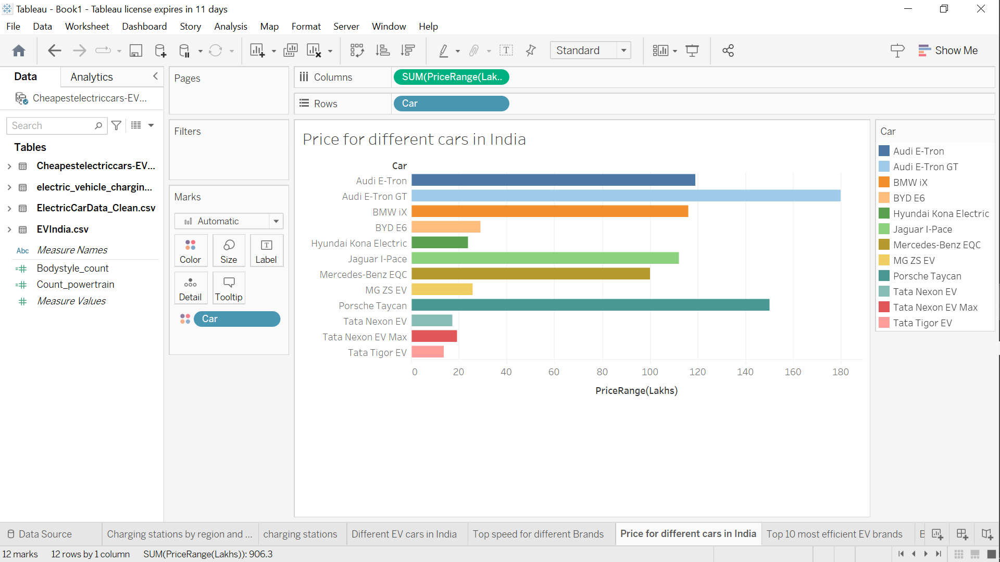 Tableau - Book1 - Tableau license expires in 11 days
File Data Worksheet Dashboard Story Analysis Map Format Server Window Help
Standard
Show Me
Data
Analytics
Cheapestelectriccars-EV...
Search
Tables
Cheapestelectriccars-EV...
electric_vehicle_chargin...
ElectricCarData_Clean.csv
EVIndia.csv
Abc Measure Names
Bodystyle_count
Count_powertrain
Measure Values
Pages
Filters
Marks
Automatic
Color
Size
Label
Detail
Tooltip
Car
Columns
SUM(PriceRange(Lak..
Rows
Car
Price for different cars in India
Car
Audi E-Tron
Audi E-Tron GT
BMW iX
BYD E6
Hyundai Kona Electric
Jaguar I-Pace
Mercedes-Benz EQC
MG ZS EV
Porsche Taycan
Tata Nexon EV
Tata Nexon EV Max
Tata Tigor EV
0 20 40 60 80 100 120 140 160 180
PriceRange(Lakhs)
Car
Audi E-Tron
Audi E-Tron GT
BMW iX
BYD E6
Hyundai Kona Electric
Jaguar I-Pace
Mercedes-Benz EQC
MG ZS EV
Porsche Taycan
Tata Nexon EV
Tata Nexon EV Max
Tata Tigor EV
Data Source
Charging stations by region and ...
charging stations
Different EV cars in India
Top speed for different Brands
Price for different cars in India
Top 10 most efficient EV brands
12 marks
12 rows by 1 column
SUM(PriceRange(Lakhs)): 906.3